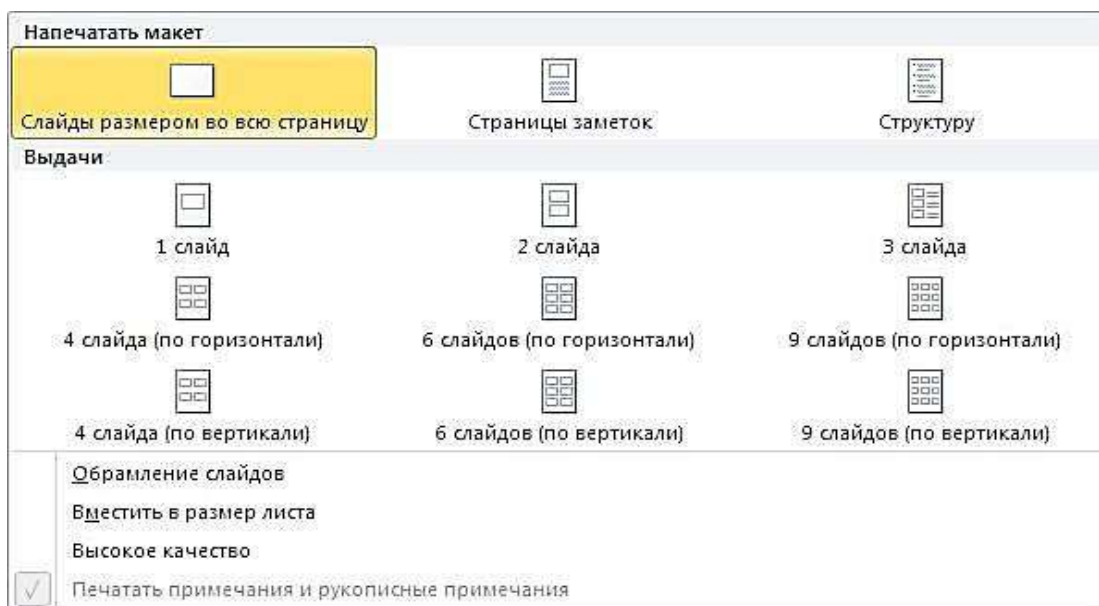 Напечатать макет
Слайды размером во всю страницу Страницы заметок Структуру
Выдачи
1 слайд 2 слайда 3 слайда
4 слайда (по горизонтали) 6 слайдов (по горизонтали) 9 слайдов (по горизонтали)
4 слайда (по вертикали) 6 слайдов (по вертикали) 9 слайдов (по вертикали)
Обрамление слайдов
Вместить в размер листа
Высокое качество
Печатать примечания и рукописные примечания